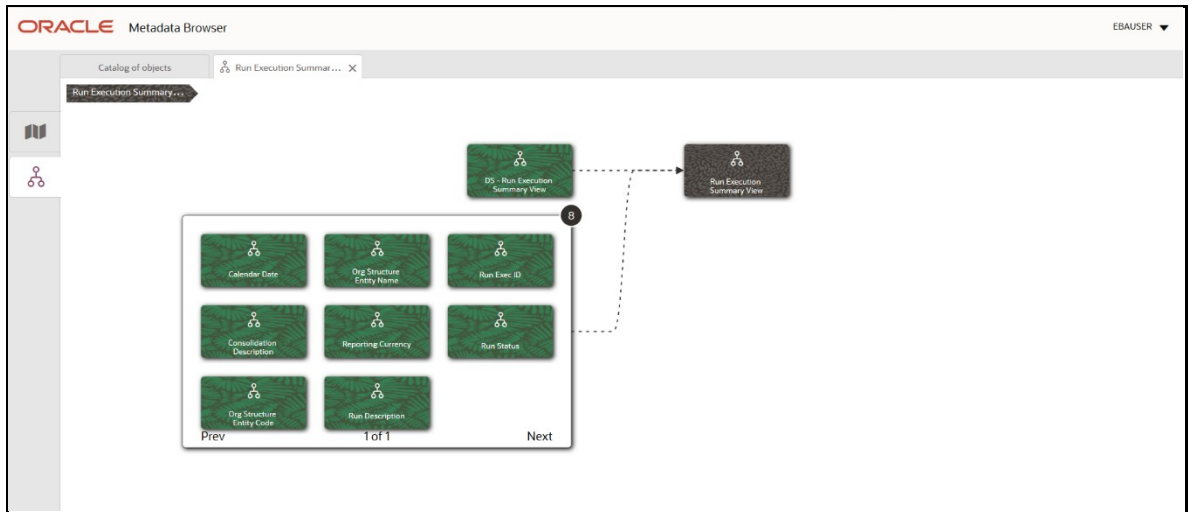 ORACLE Metadata Browser
EBAUSER
Catalog of objects
Run Execution Summar...
Run Execution Summary...
DS - Run Execution
Summary View
Run Execution
Summary View
8
Calendar Date
Org Structure
Entity Name
Run Exec ID
Consolidation
Description
Reporting Currency
Run Status
Org Structure
Entity Code
Run Description
Prev
1 of 1
Next